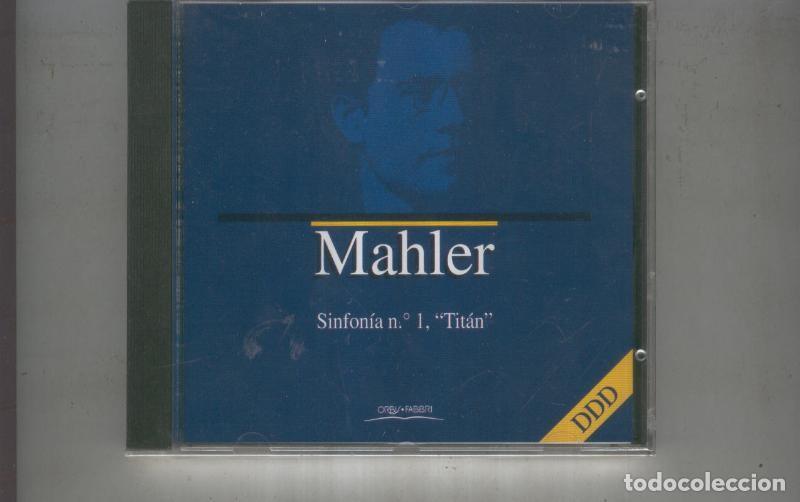 Mahler
Sinfonía n.° 1, “Titán”
ORBIS•FABBRI
DDD
todocoleccion